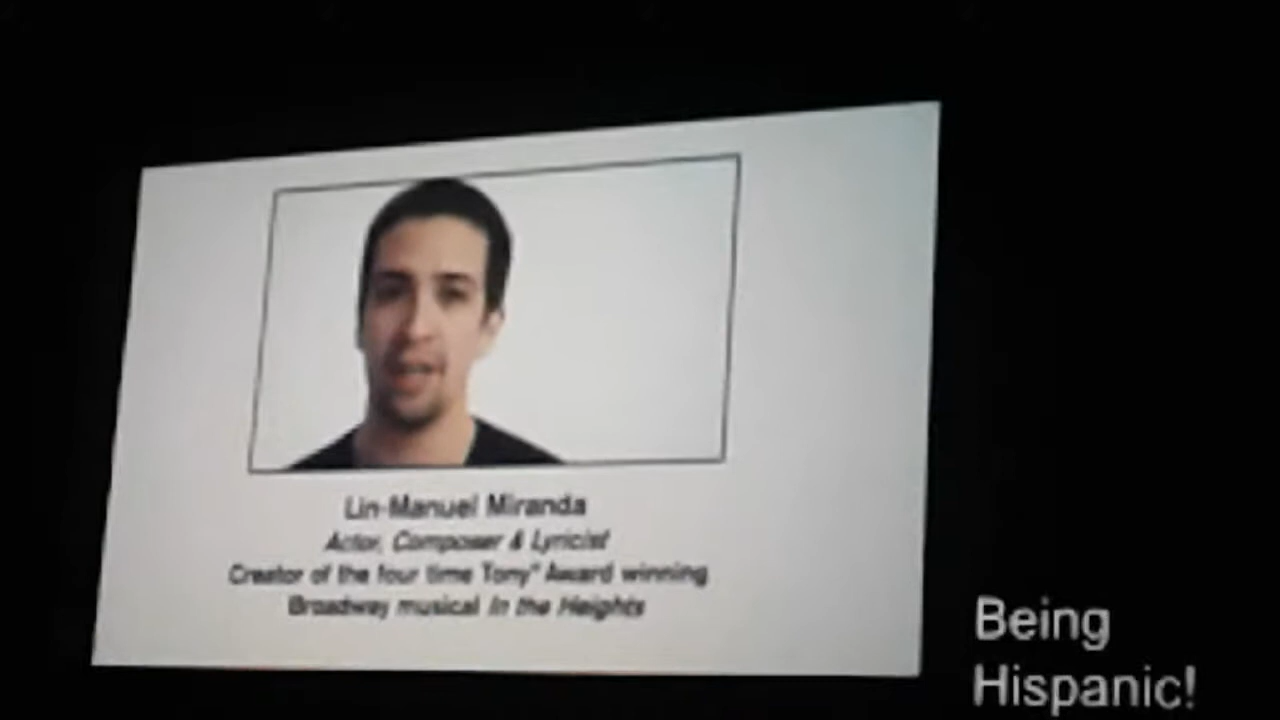 Lin-Manuel Miranda
Actor, Composer & Lyricist
Creator of the four time Tony® Award winning
Broadway musical In the Heights
Being
Hispanic!